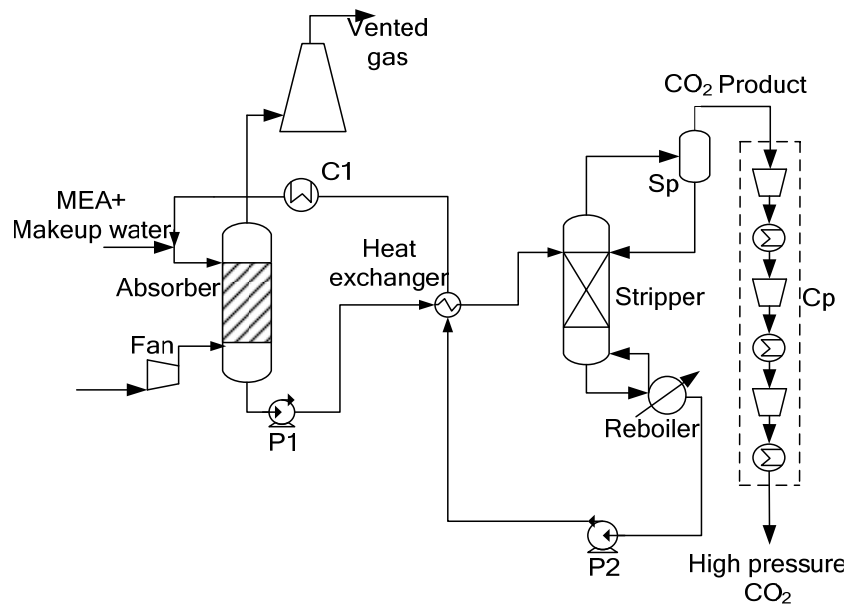 Vented
gas
CO₂ Product
C1
Sp
MEA+
Makeup water
Heat
exchanger
Absorber
Stripper
Cp
Fan
P1
Reboiler
P2
High pressure
CO₂